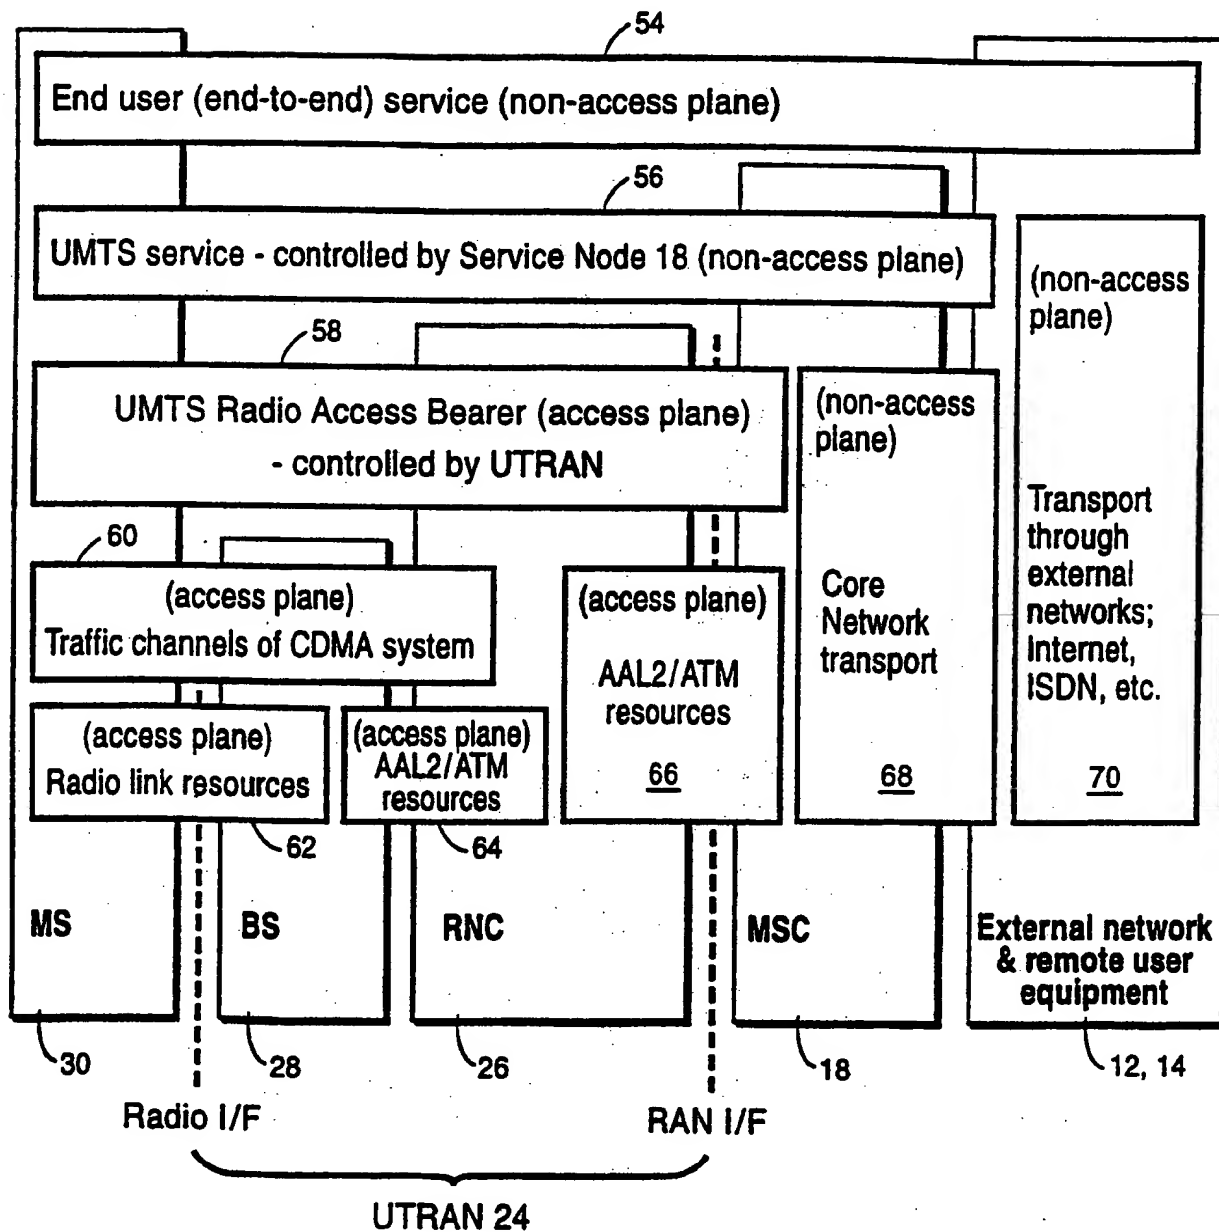 54
End user (end-to-end) service (non-access plane)
56
UMTS service - controlled by Service Node 18 (non-access plane)
58
UMTS Radio Access Bearer (access plane)
- controlled by UTRAN
(non-access
plane)
Core
Network
transport
68
(non-access
plane)
Transport
through
external
networks;
Internet,
ISDN, etc.
70
60
(access plane)
Traffic channels of CDMA system
(access plane)
AAL2/ATM
resources
66
(access plane)
Radio link resources
62
(access plane)
AAL2/ATM
resources
64
MS
BS
RNC
MSC
External network
& remote user
equipment
30
28
26
18
12, 14
Radio I/F
RAN I/F
UTRAN 24